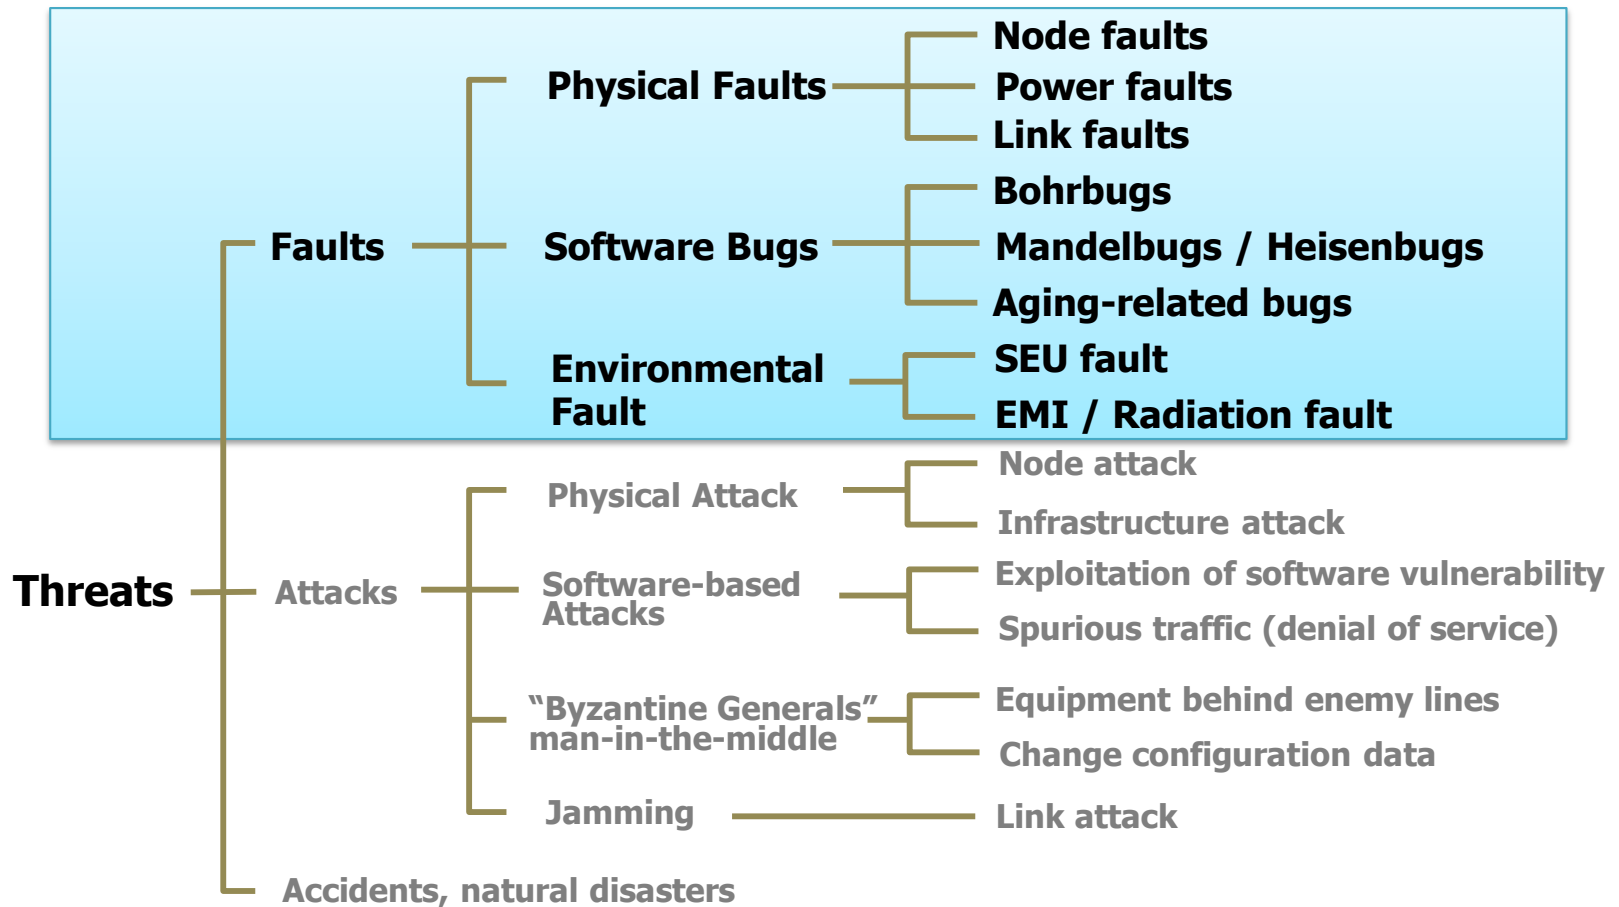 Node faults
Physical Faults
Power faults
Link faults
Bohrbugs
Faults
Software Bugs
Mandelbugs / Heisenbugs
Aging-related bugs
Environmental
Fault
SEU fault
EMI / Radiation fault
Node attack
Physical Attack
Infrastructure attack
Threats
Attacks
Software-based
Attacks
Exploitation of software vulnerability
Spurious traffic (denial of service)
“Byzantine Generals”
man-in-the-middle
Equipment behind enemy lines
Change configuration data
Jamming
Link attack
Accidents, natural disasters